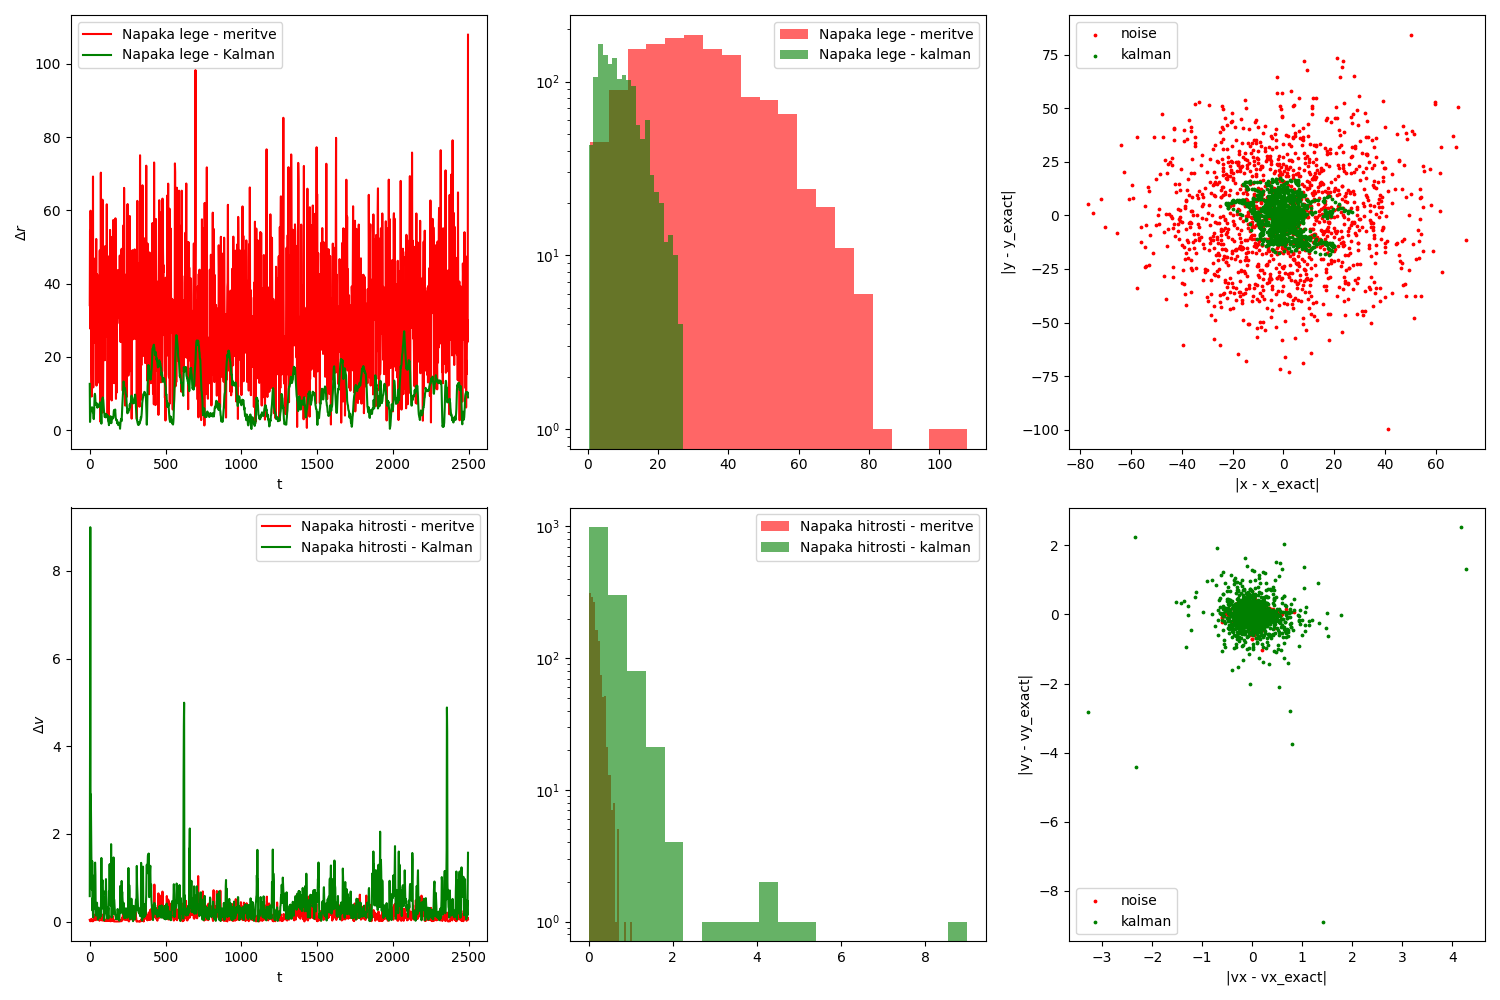 Napaka lege - meritve
Napaka lege - Kalman
Δr
100
80
60
40
20
0
0 500 1000 1500 2000 2500
t
Napaka lege - meritve
Napaka lege - kalman
10²
10¹
10⁰
0 20 40 60 80 100
noise
kalman
|y - y_exact|
75
50
25
0
−25
−50
−75
−100
−80 −60 −40 −20 0 20 40 60
|x - x_exact|
Napaka hitrosti - meritve
Napaka hitrosti - Kalman
Δv
8
6
4
2
0
0 500 1000 1500 2000 2500
t
Napaka hitrosti - meritve
Napaka hitrosti - kalman
10³
10²
10¹
10⁰
0 2 4 6 8
|vy - vy_exact|
2
0
−2
−4
−6
−8
noise
kalman
−3 −2 −1 0 1 2 3 4
|vx - vx_exact|